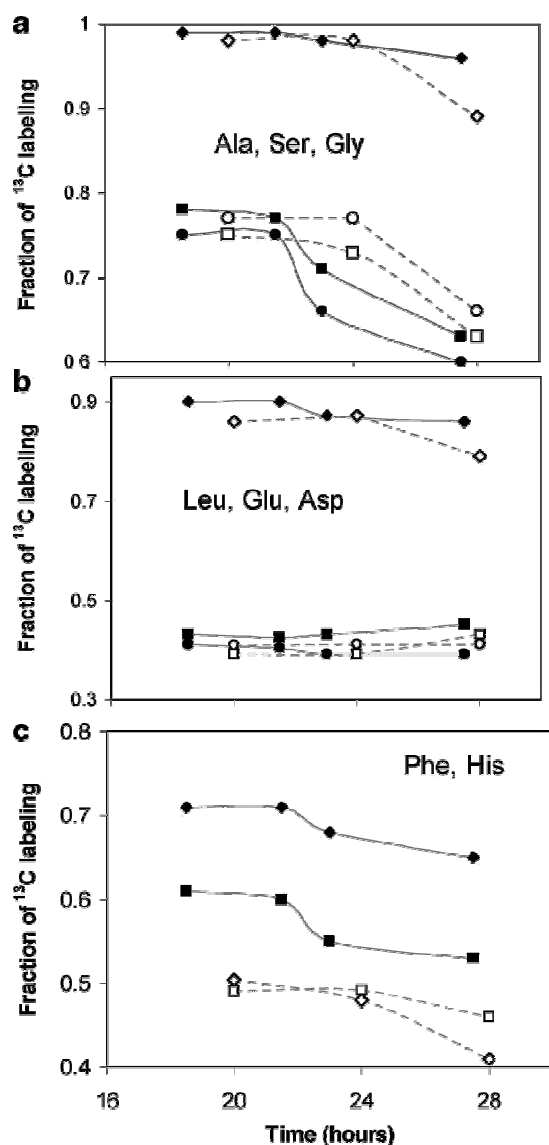 a
1
0.9
0.8
0.7
0.6
Fraction of ¹³C labeling
Ala, Ser, Gly
b
0.9
0.7
0.5
0.3
Fraction of ¹³C labeling
Leu, Glu, Asp
c
0.8
0.7
0.6
0.5
0.4
Fraction of ¹³C labeling
Phe, His
16 20 24 28
Time (hours)